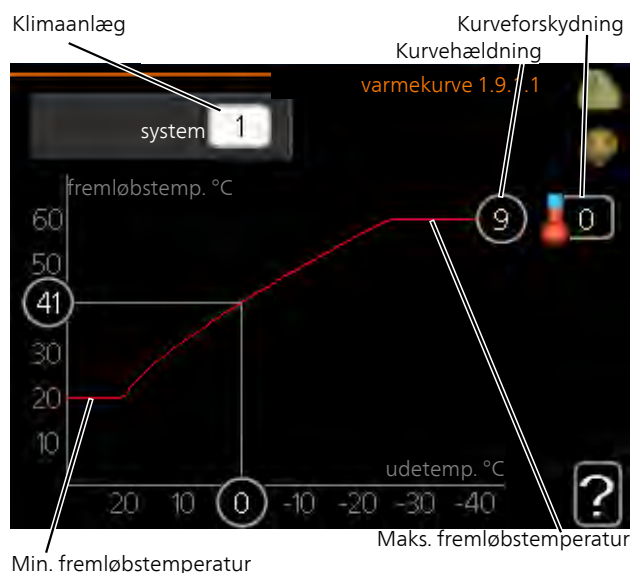 Klimaanlæg
Kurveforskydning
Kurvehældning
varmekurve 1.9.1.1
system 1
fremløbstemp. °C
60
50
41
30
20
10
9
0
udetemp. °C
20 10 0 -10 -20 -30 -40
?
Maks. fremløbstemperatur
Min. fremløbstemperatur